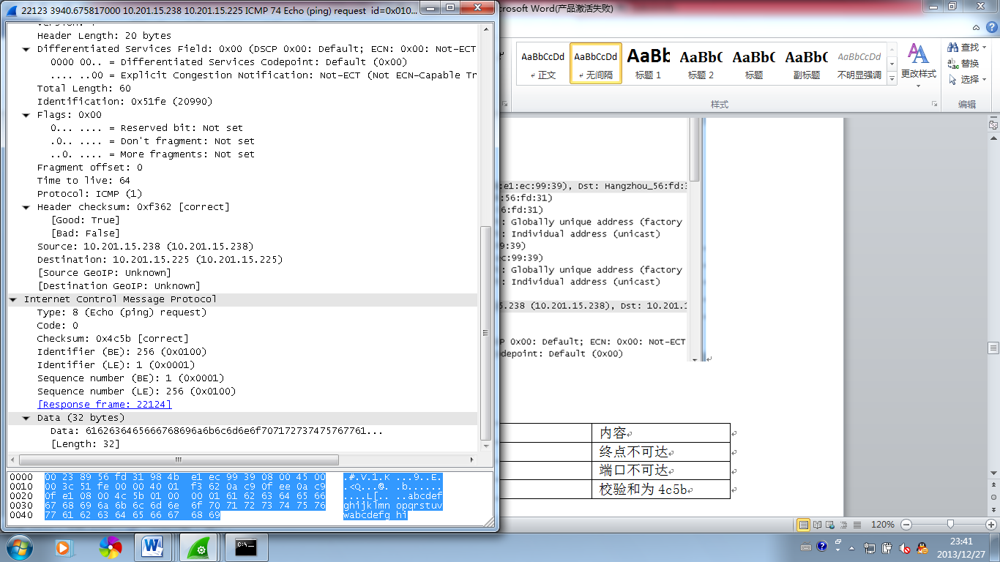 22123 3940.675817000 10.201.15.238 10.201.15.225 ICMP 74 Echo (ping) request id=0x010...
Header Length: 20 bytes
Differentiated Services Field: 0x00 (DSCP 0x00: Default; ECN: 0x00: Not-ECT
0000 00.. = Differentiated Services Codepoint: Default (0x00)
.... ..00 = Explicit Congestion Notification: Not-ECT (Not ECN-Capable Tr
Total Length: 60
Identification: 0x51fe (20990)
Flags: 0x00
0... .... = Reserved bit: Not set
.0.. .... = Don't fragment: Not set
..0. .... = More fragments: Not set
Fragment offset: 0
Time to live: 64
Protocol: ICMP (1)
Header checksum: 0xf362 [correct]
[Good: True]
[Bad: False]
Source: 10.201.15.238 (10.201.15.238)
Destination: 10.201.15.225 (10.201.15.225)
[Source GeoIP: Unknown]
[Destination GeoIP: Unknown]
Internet Control Message Protocol
Type: 8 (Echo (ping) request)
Code: 0
Checksum: 0x4c5b [correct]
Identifier (BE): 256 (0x0100)
Identifier (LE): 1 (0x0001)
Sequence number (BE): 1 (0x0001)
Sequence number (LE): 256 (0x0100)
[Response frame: 22124]
Data (32 bytes)
Data: 6162636465666768696a6b6c6d6e6f707172737475767761...
[Length: 32]
0000 00 23 89 56 fd 31 98 4b e1 ec 99 39 08 00 45 00 .#.V.1.K ...9..E.
0010 00 3c 51 fe 00 00 40 01 f3 62 0a c9 0f ee 0a c9 .<Q...@. .b......
0020 0f e1 08 00 4c 5b 01 00 00 01 61 62 63 64 65 66 ....L[.. ..abcdef
0030 67 68 69 6a 6b 6c 6d 6e 6f 70 71 72 73 74 75 76 ghijklmn opqrstuv
0040 77 61 62 63 64 65 66 67 68 69 wabcdefg hi
crosoft Word(产品激活失败)
AaBbCcDd AaBbCcDd AaBb AaBbC AaBbC AaBbCc AaBbCcDd
正文 无间隔 标题 1 标题 2 标题 副标题 不明显强调
更改样式
查找
替换
选择
样式
编辑
:e1:ec:99:39), Dst: Hangzhou_56:fd:3
:56:fd:31)
6:fd:31)
: Globally unique address (factory
: Individual address (unicast)
9:39)
c:99:39)
: Globally unique address (factory
: Individual address (unicast)
5.238 (10.201.15.238), Dst: 10.201.1
P 0x00: Default; ECN: 0x00: Not-ECT
depoint: Default (0x00)
内容
终点不可达
端口不可达
校验和为 4c5b
120%
23:41
2013/12/27